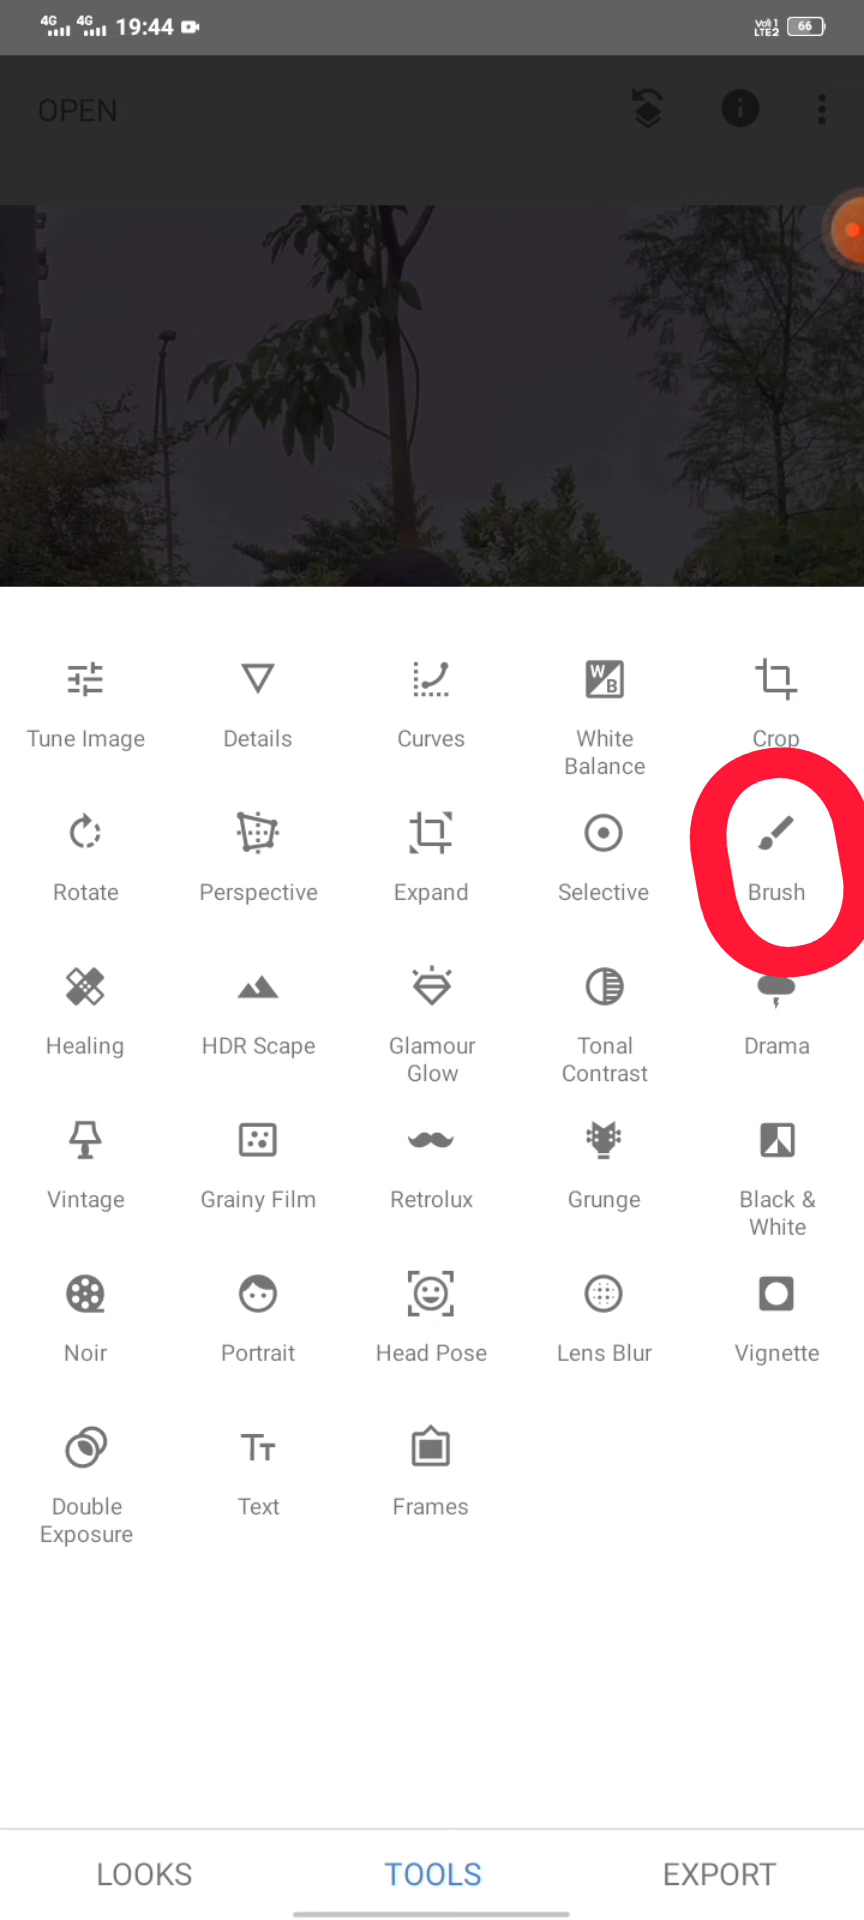 4G 4G 19:44 Vol) 1 LTE2 66
OPEN
Tune Image Details Curves White Balance Crop
Rotate Perspective Expand Selective Brush
Healing HDR Scape Glamour Glow Tonal Contrast Drama
Vintage Grainy Film Retrolux Grunge Black & White
Noir Portrait Head Pose Lens Blur Vignette
Double Exposure Text Frames
LOOKS TOOLS EXPORT